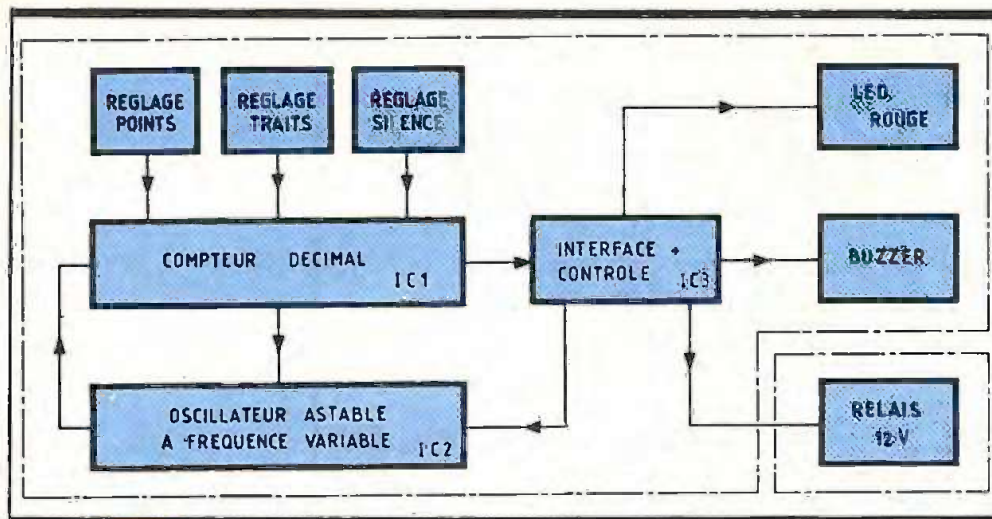 REGLAGE
POINTS
REGLAGE
TRAITS
REGLAGE
SILENCE
LED
ROUGE
COMPTEUR DECIMAL
IC1
INTERFACE +
CONTROLE
IC3
BUZZER
OSCILLATEUR ASTABLE
A FREQUENCE VARIABLE
IC2
RELAIS
12 V